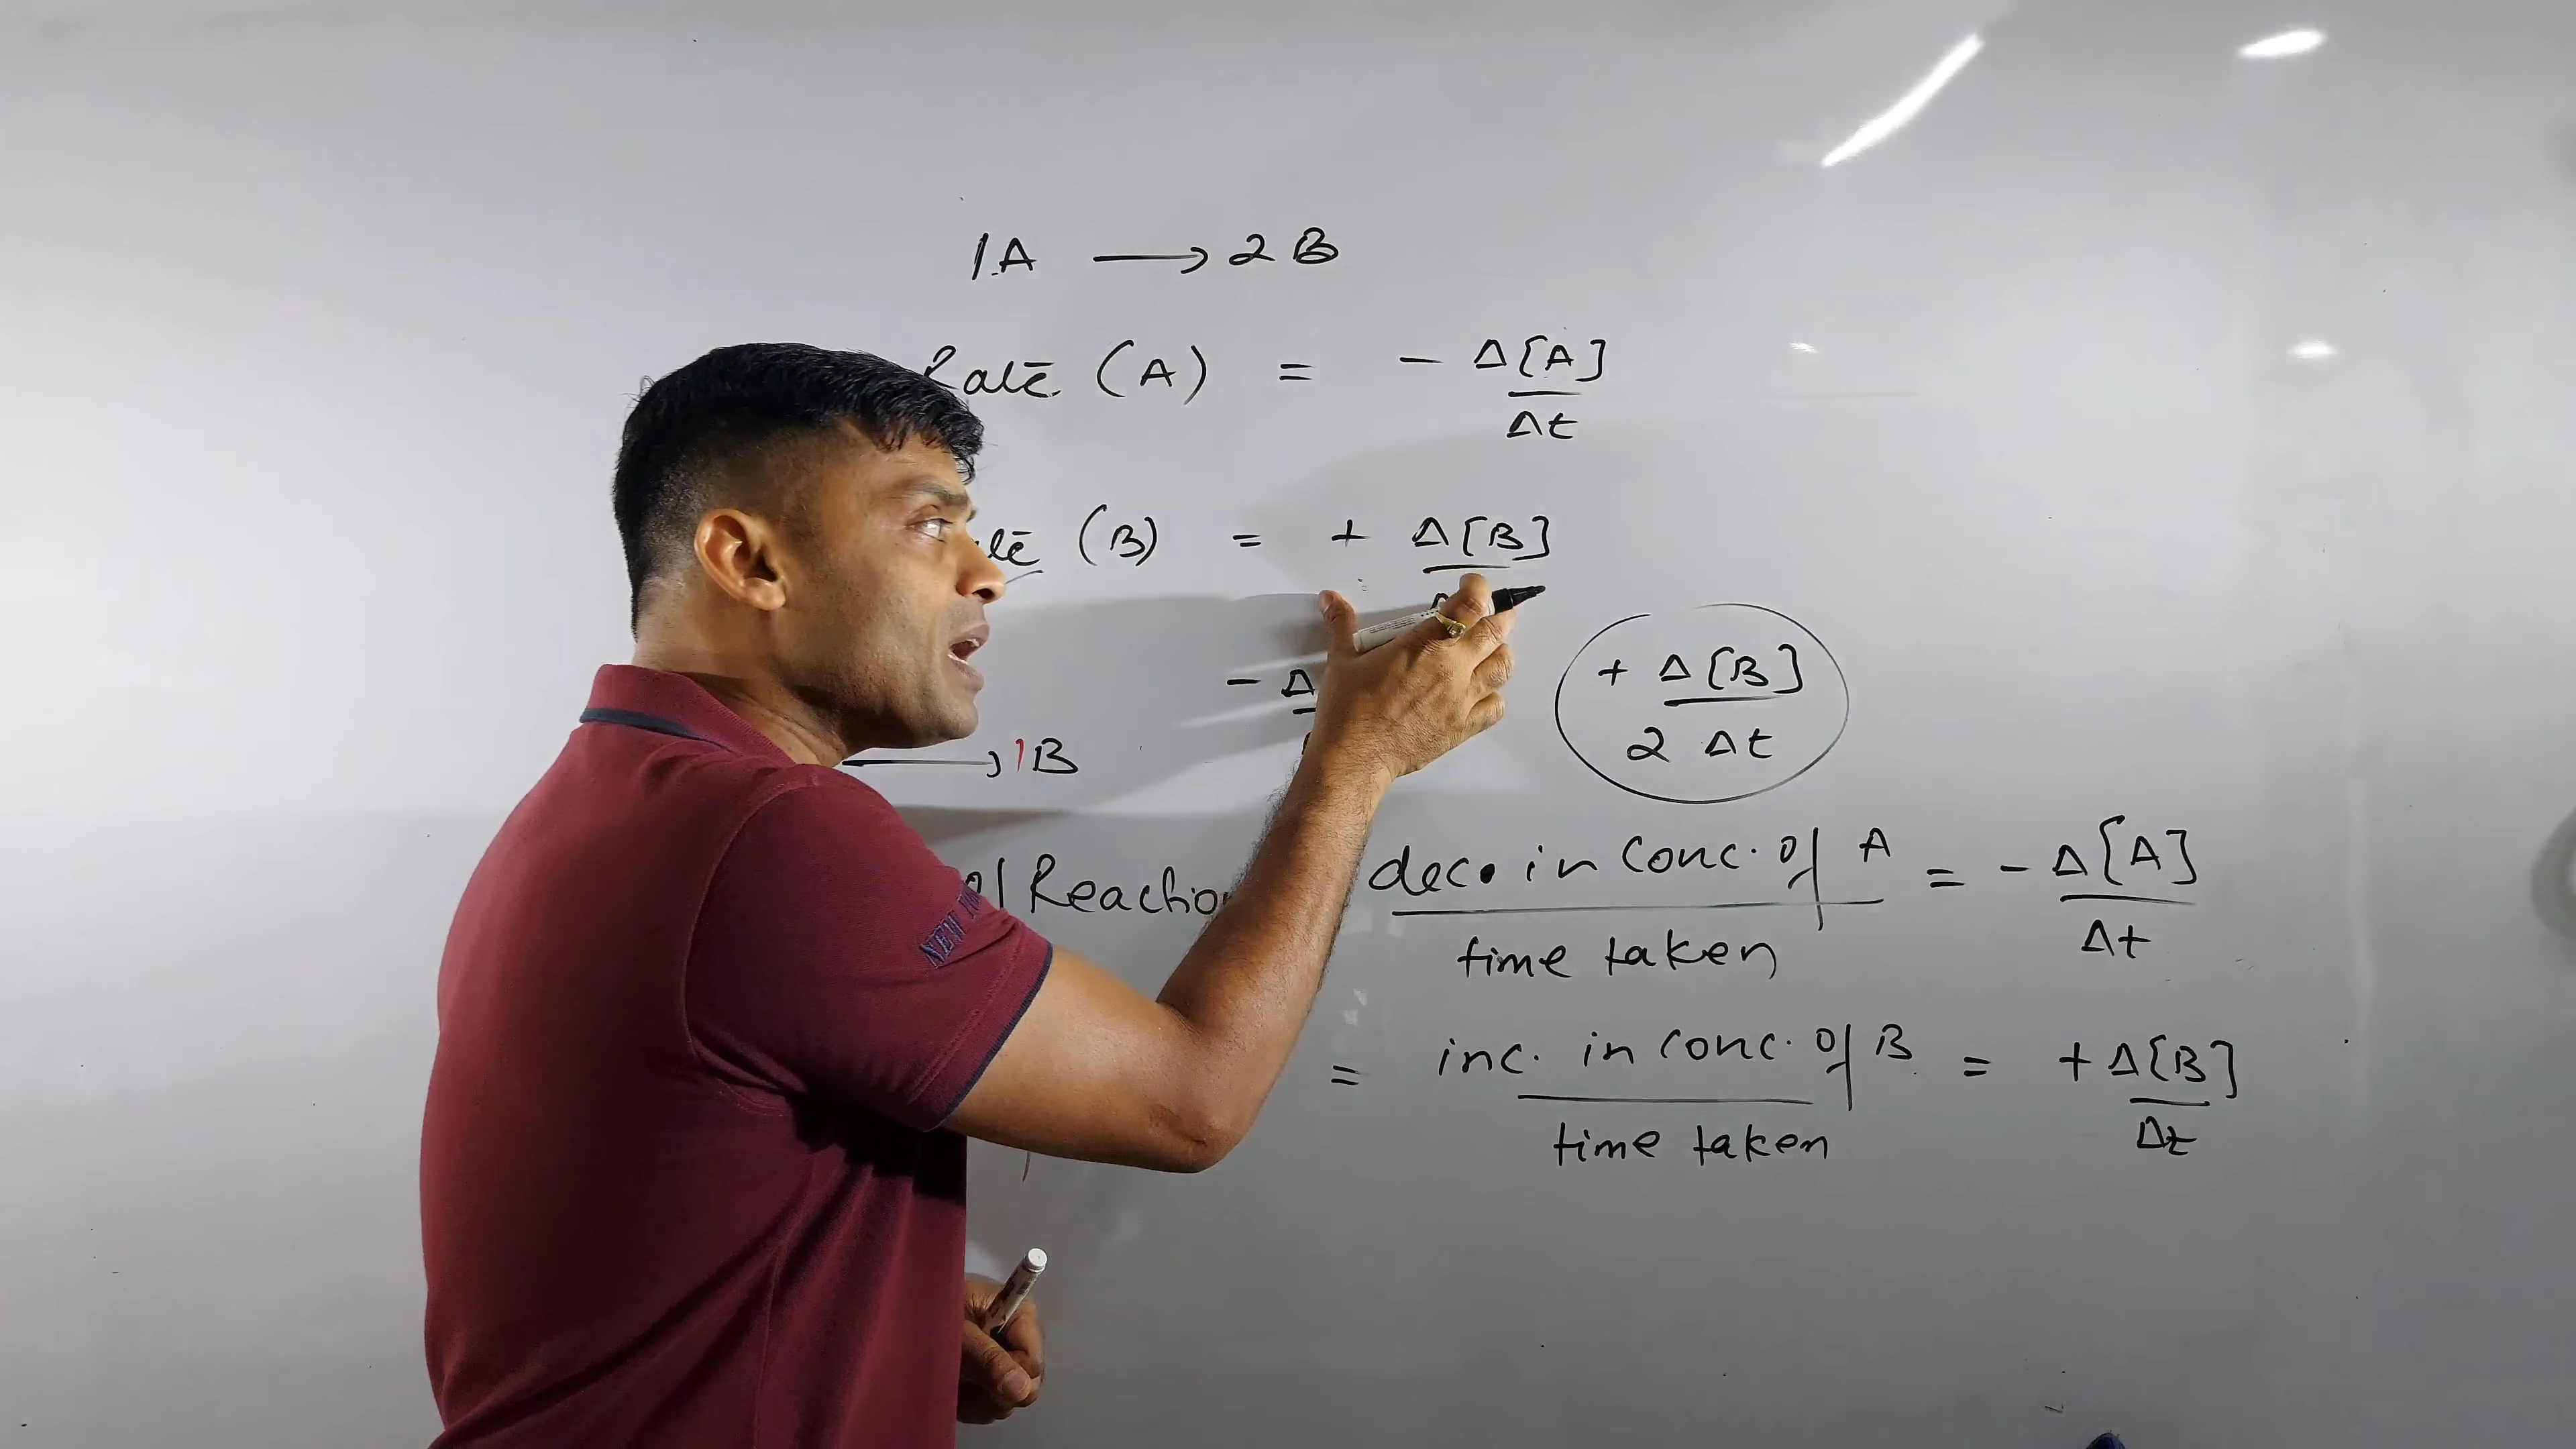 1A → 2B
Rate (A) = - Δ[A]
Δt
(B) = + Δ[B]
- Δ
+ Δ[B]
2 Δt
→ 1B
of Reaction
dec. in conc. of A = - Δ[A]
time taken
Δt
= inc. in conc. of B = + Δ[B]
time taken
Δt
NEW